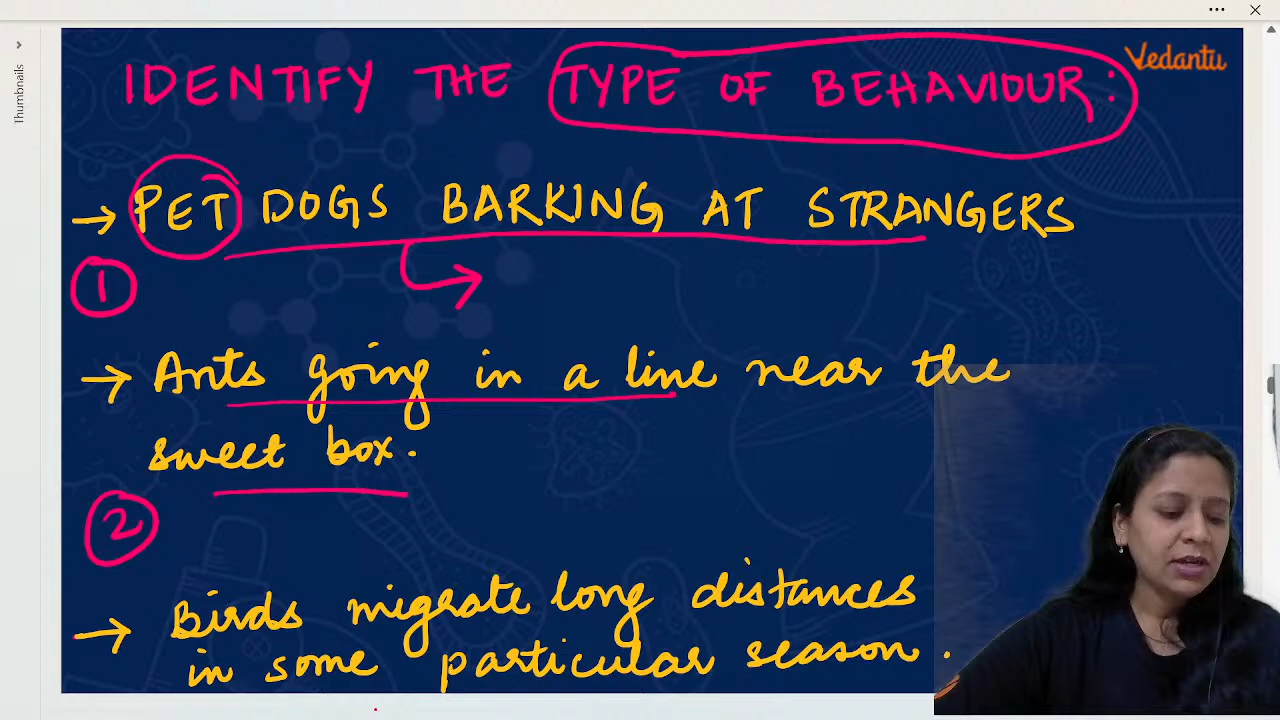 Thumbnails
Vedantu
IDENTIFY THE TYPE OF BEHAVIOUR:
→ PET DOGS BARKING AT STRANGERS
1
→ Ants going in a line near the
sweet box.
2
→ Birds migrate long distances
in some particular season.